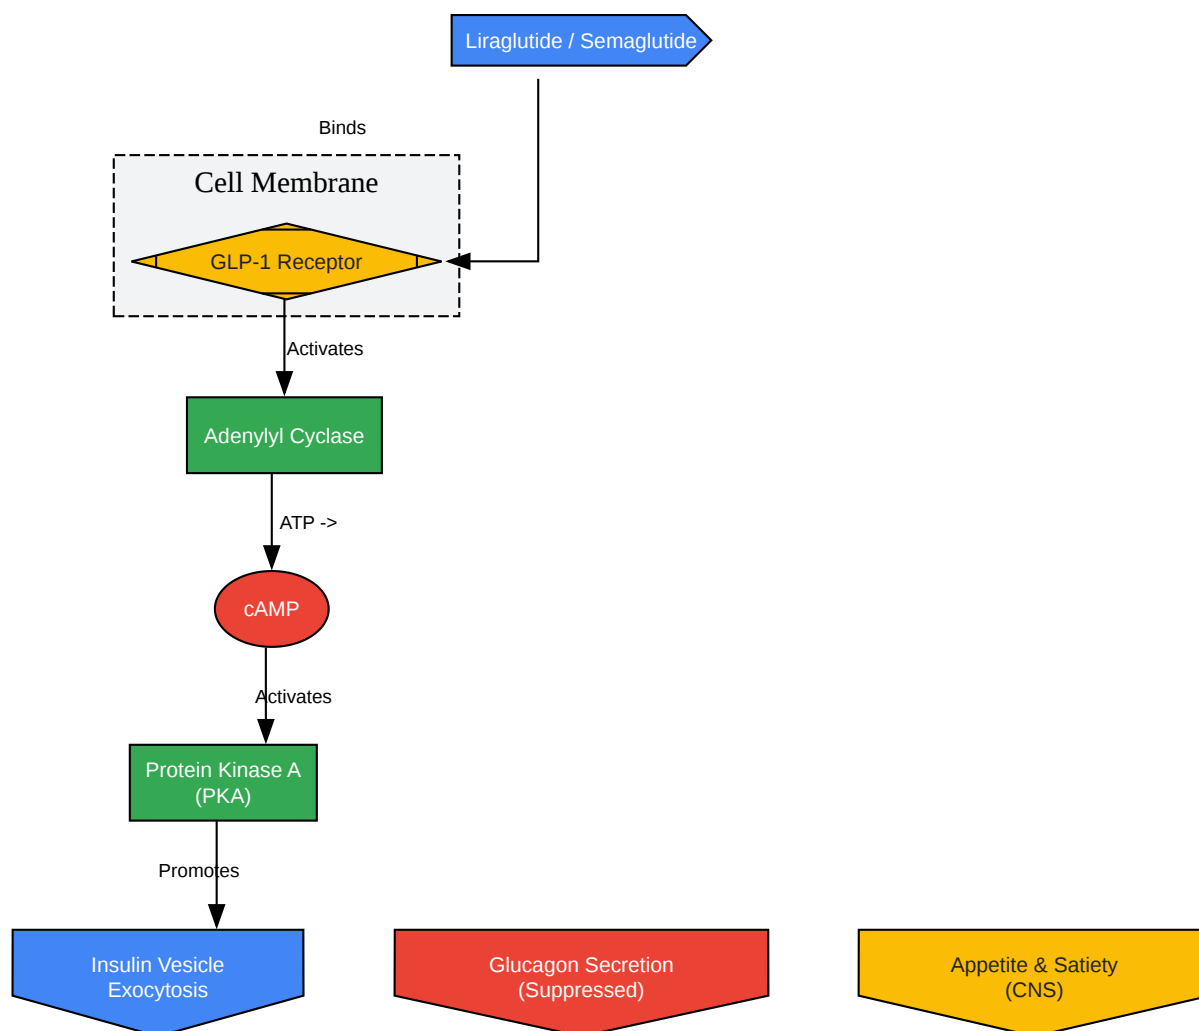 Liraglutide / Semaglutide
Binds
Cell Membrane
GLP-1 Receptor
Activates
Adenylyl Cyclase
ATP ->
cAMP
Activates
Protein Kinase A
(PKA)
Promotes
Insulin Vesicle
Exocytosis
Glucagon Secretion
(Suppressed)
Appetite & Satiety
(CNS)